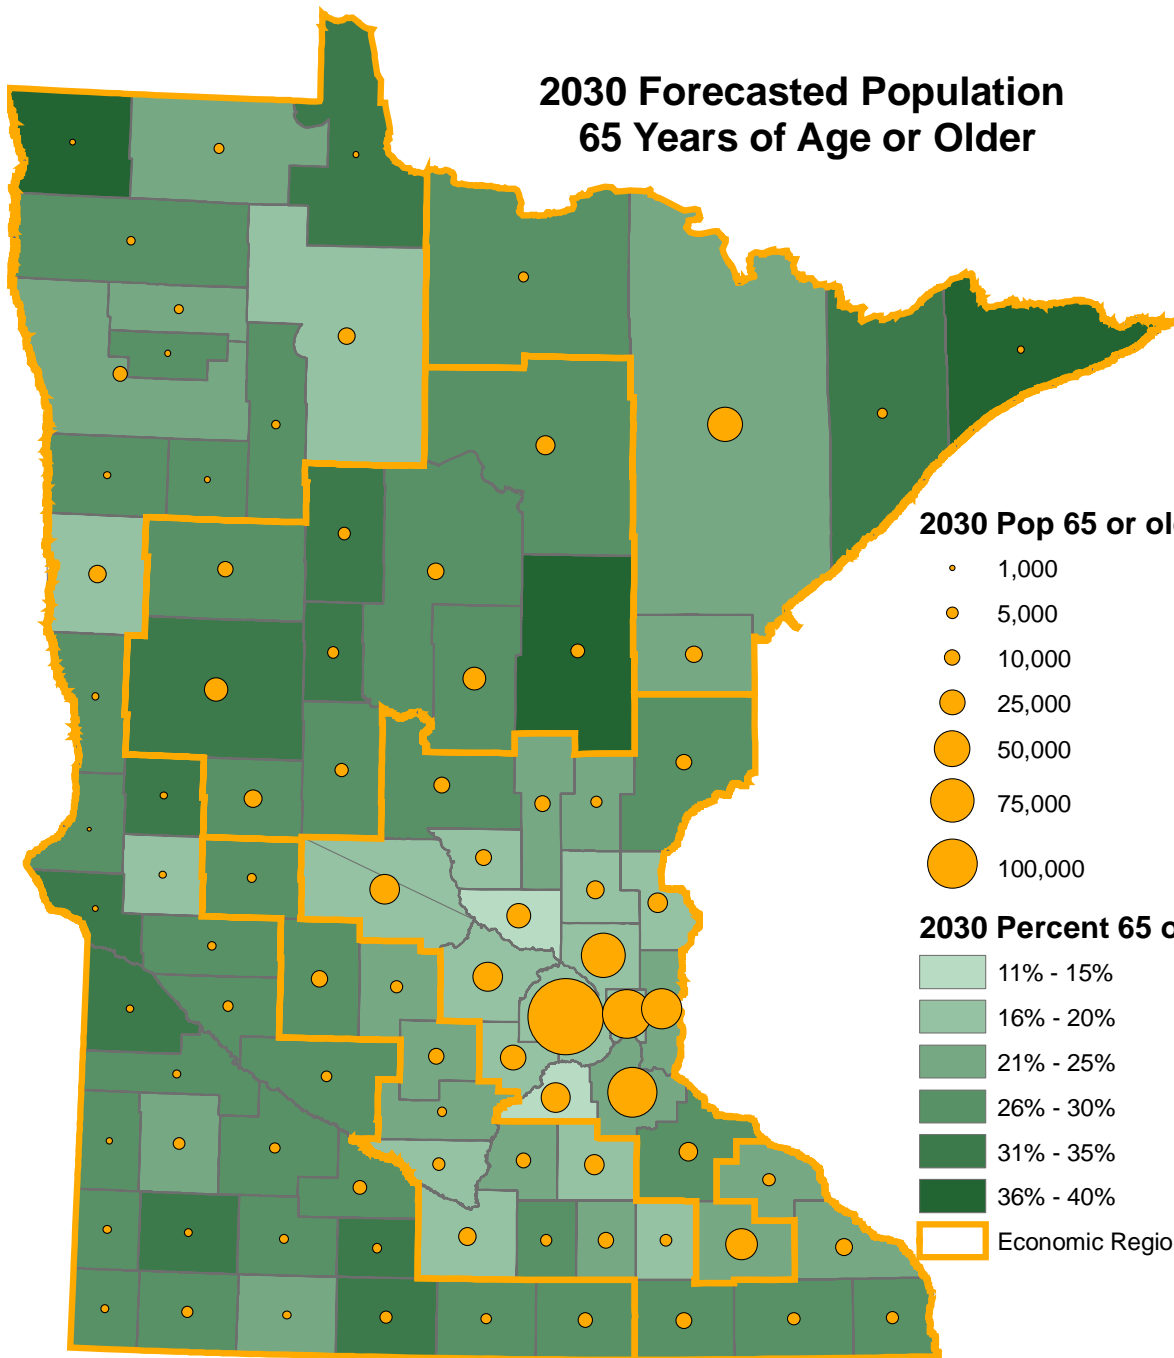 2030 Forecasted Population
65 Years of Age or Older
2030 Pop 65 or ol
1,000
5,000
10,000
25,000
50,000
75,000
100,000
2030 Percent 65 o
11% - 15%
16% - 20%
21% - 25%
26% - 30%
31% - 35%
36% - 40%
Economic Regio